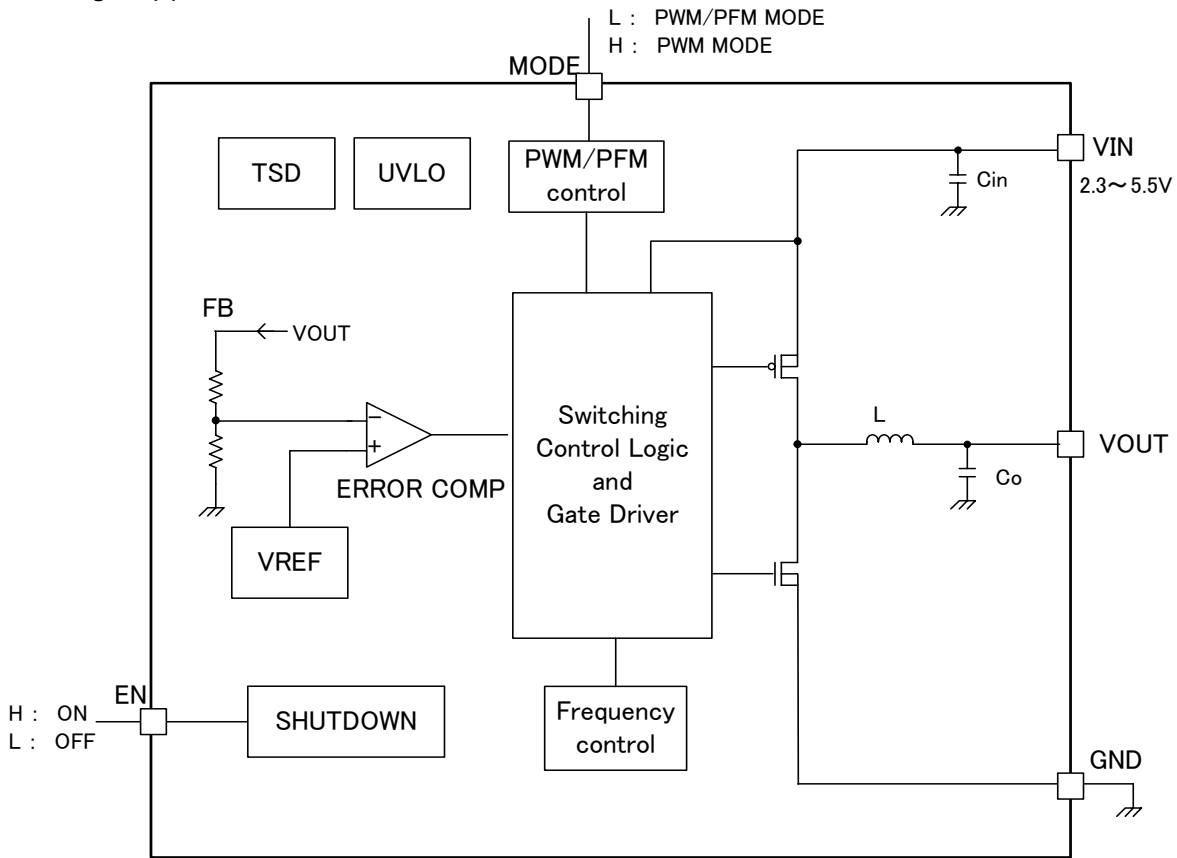 L : PWM/PFM MODE
H : PWM MODE
MODE
TSD
UVLO
PWM/PFM
control
VIN
2.3～5.5V
Cin
FB
VOUT
Switching
Control Logic
and
Gate Driver
L
VOUT
Co
−
+
ERROR COMP
VREF
EN
H : ON
L : OFF
SHUTDOWN
Frequency
control
GND